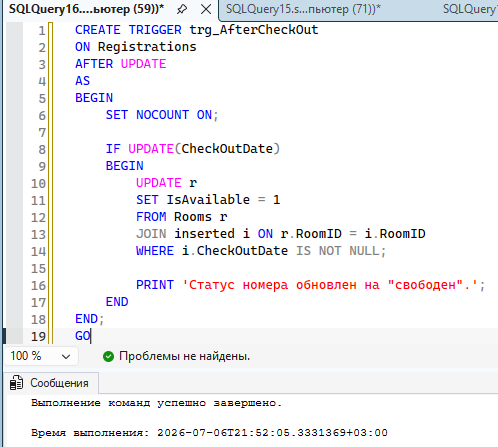 SQLQuery16....ьютер (59))*
SQLQuery15.s...пьютер (71))*
SQLQuery
1 CREATE TRIGGER trg_AfterCheckOut
2 ON Registrations
3 AFTER UPDATE
4 AS
5 BEGIN
6 SET NOCOUNT ON;
7
8 IF UPDATE(CheckOutDate)
9 BEGIN
10 UPDATE r
11 SET IsAvailable = 1
12 FROM Rooms r
13 JOIN inserted i ON r.RoomID = i.RoomID
14 WHERE i.CheckOutDate IS NOT NULL;
15
16 PRINT 'Статус номера обновлен на "свободен".';
17 END
18 END;
19 GO
100 %
Проблемы не найдены.
Сообщения
Выполнение команд успешно завершено.
Время выполнения: 2026-07-06T21:52:05.3331369+03:00